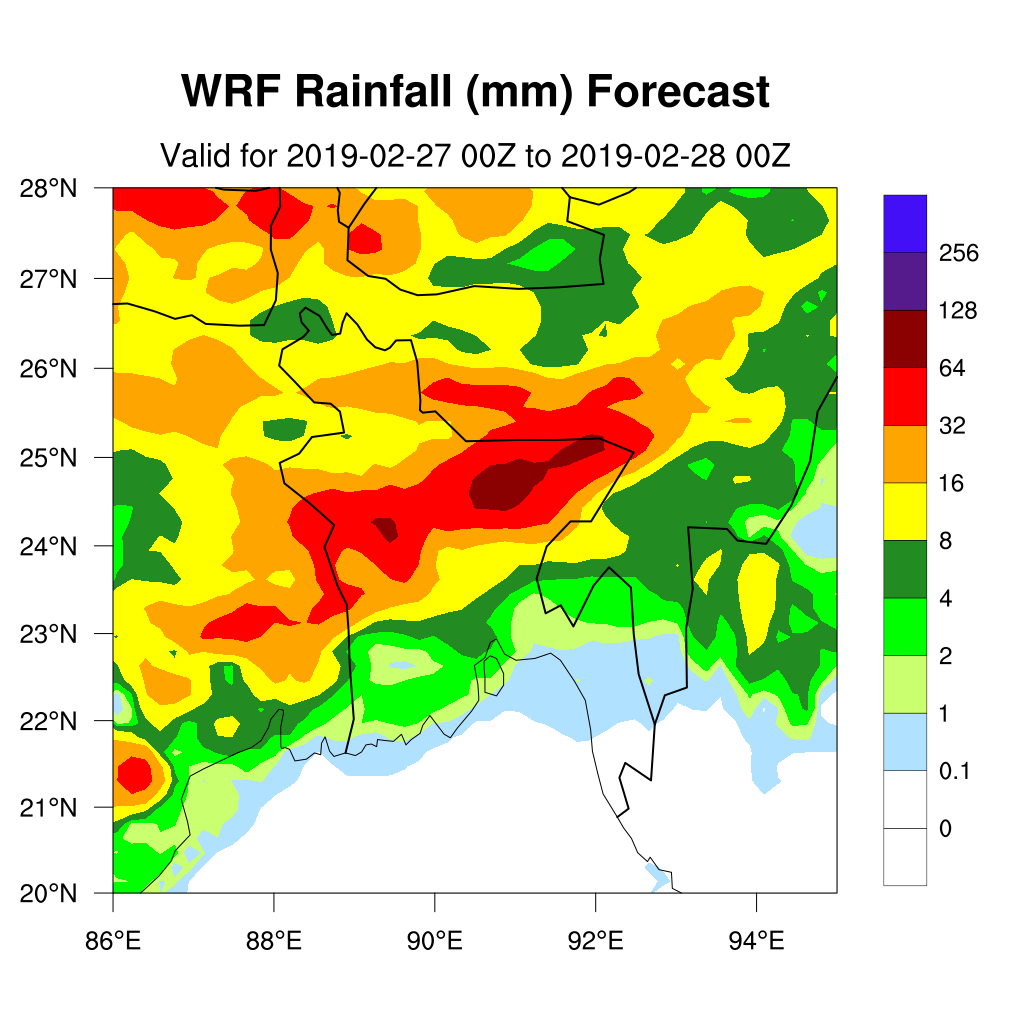 WRF Rainfall (mm) Forecast
Valid for 2019-02-27 00Z to 2019-02-28 00Z
28°N
27°N
26°N
25°N
24°N
23°N
22°N
21°N
20°N
86°E
88°E
90°E
92°E
94°E
256
128
64
32
16
8
4
2
1
0.1
0